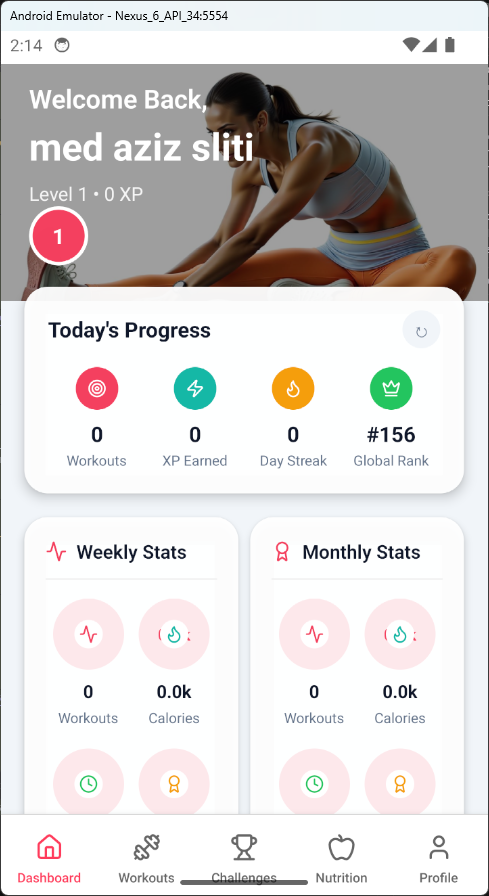 Android Emulator - Nexus_6_API_34:5554
2:14
Welcome Back,
med aziz sliti
Level 1 • 0 XP
1
Today's Progress
0 0 0 #156
Workouts XP Earned Day Streak Global Rank
Weekly Stats Monthly Stats
0 0.0k 0 0.0k
Workouts Calories Workouts Calories
Dashboard Workouts Challenges Nutrition Profile